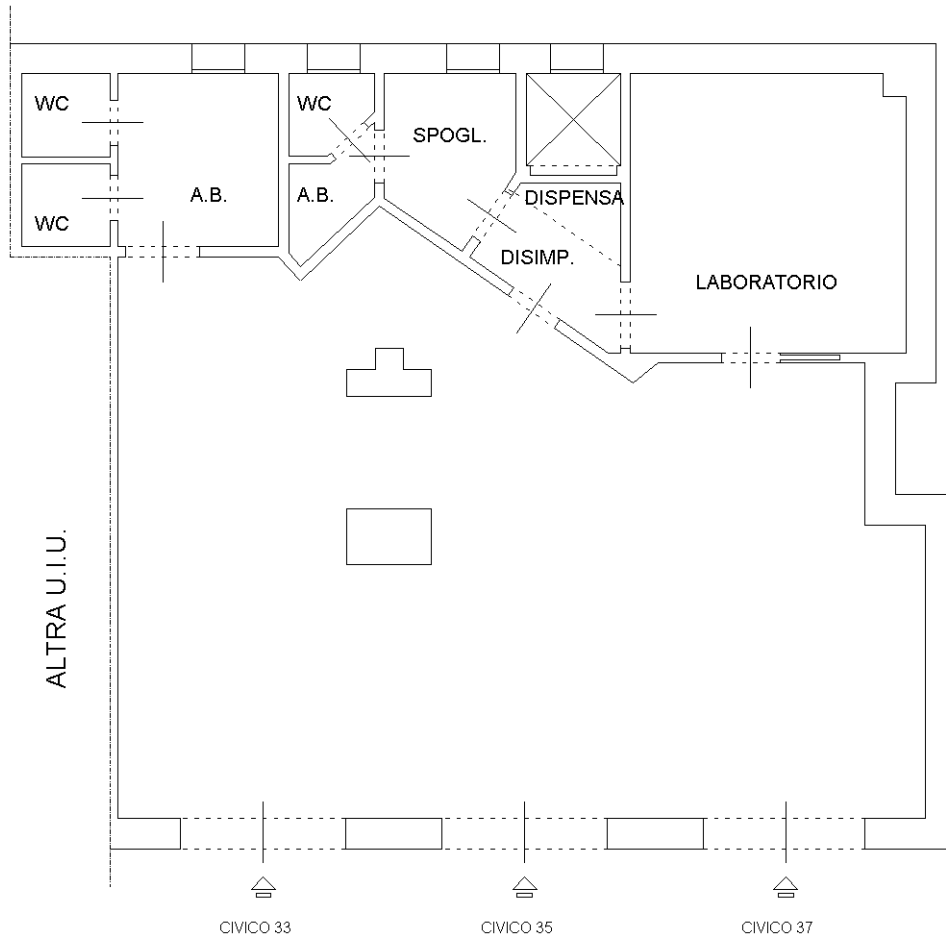 WC
WC
SPOGL.
A.B.
A.B.
DISPENSA
WC
DISIMP.
LABORATORIO
ALTRA U.I.U.
CIVICO 33
CIVICO 35
CIVICO 37